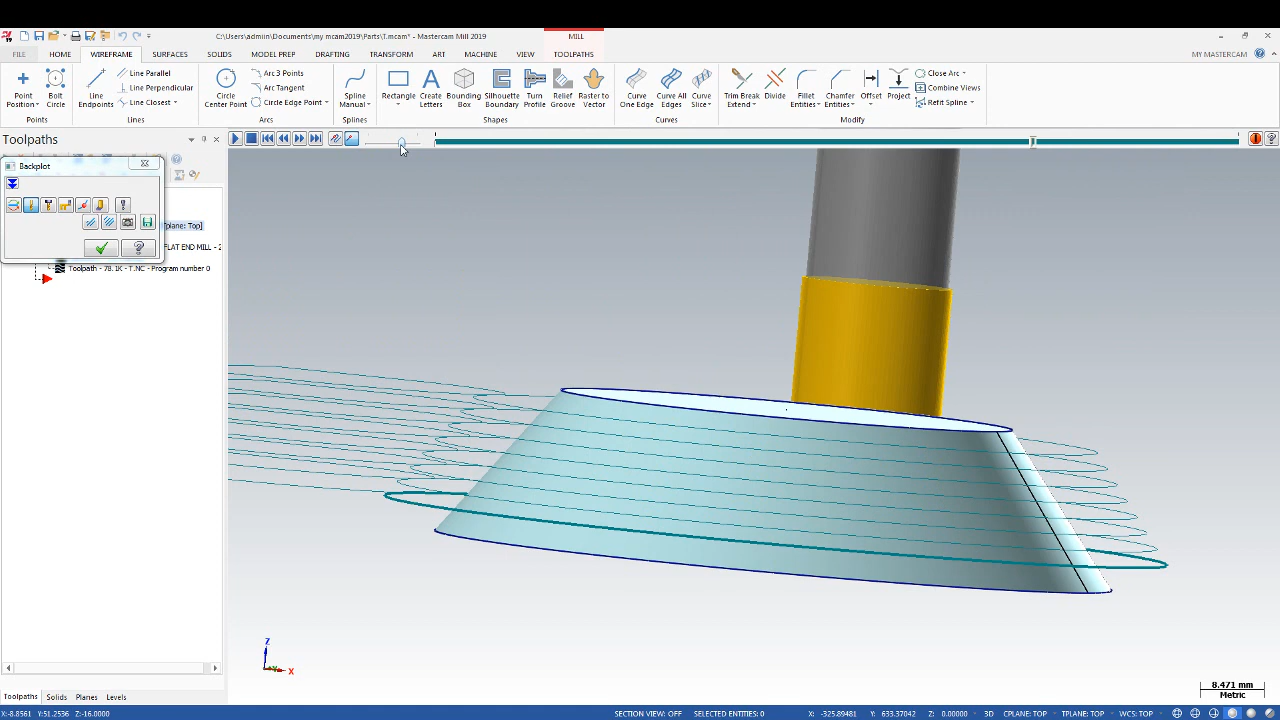 C:\Users\admiin\Documents\my mcam2019\Parts\T.mcam* - Mastercam Mill 2019
MILL
FILE HOME WIREFRAME SURFACES SOLIDS MODEL PREP DRAFTING TRANSFORM ART MACHINE VIEW TOOLPATHS MY MASTERCAM
Point Position
Bolt Circle
Points
Line Endpoints
Line Parallel
Line Perpendicular
Line Closest
Lines
Circle Center Point
Arc 3 Points
Arc Tangent
Circle Edge Point
Arcs
Spline Manual
Splines
Rectangle
Create Letters
Bounding Box
Silhouette Boundary
Turn Profile
Relief Groove
Raster to Vector
Shapes
Curve One Edge
Curve All Edges
Curve Slice
Curves
Trim Break Extend
Divide
Fillet Entities
Chamfer Entities
Offset
Project
Close Arc
Combine Views
Refit Spline
Modify
Toolpaths
Backplot
[plane: Top]
FLAT END MILL - 2
Toolpath - 78.1K - T.NC - Program number 0
Z
X
8.471 mm
Metric
Toolpaths Solids Planes Levels
X:-8.8561 Y:51.2536 Z:-16.0000 SECTION VIEW: OFF SELECTED ENTITIES: 0 X: -325.89481 Y: 633.37042 Z: 0.00000 3D CPLANE: TOP TPLANE: TOP WCS: TOP